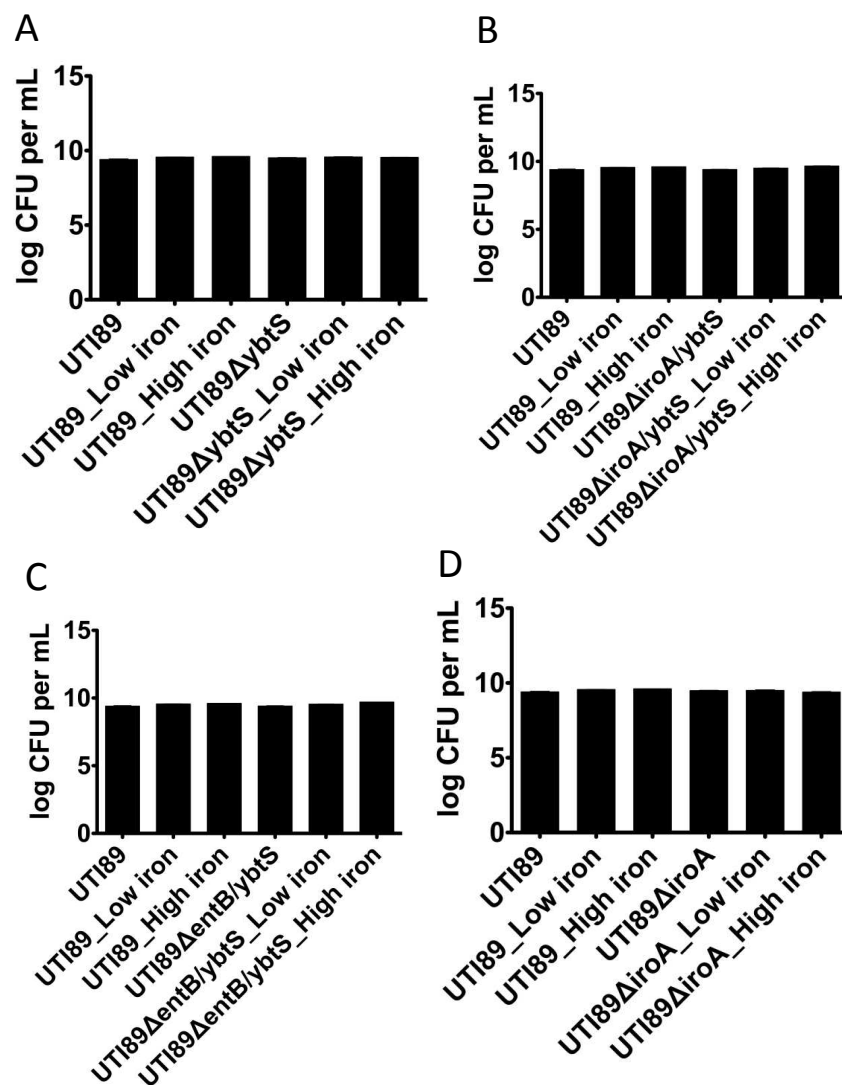 A
log CFU per mL
15
10
5
0
UTI89
UTI89_Low iron
UTI89_High iron
UTI89ΔybtS
UTI89ΔybtS_Low iron
UTI89ΔybtS_High iron
B
log CFU per mL
15
10
5
0
UTI89
UTI89_Low iron
UTI89_High iron
UTI89ΔiroA/ybtS
UTI89ΔiroA/ybtS_Low iron
UTI89ΔiroA/ybtS_High iron
C
log CFU per mL
15
10
5
0
UTI89
UTI89_Low iron
UTI89_High iron
UTI89ΔentB/ybtS
UTI89ΔentB/ybtS_Low iron
UTI89ΔentB/ybtS_High iron
D
log CFU per mL
15
10
5
0
UTI89
UTI89_Low iron
UTI89_High iron
UTI89ΔiroA
UTI89ΔiroA_Low iron
UTI89ΔiroA_High iron